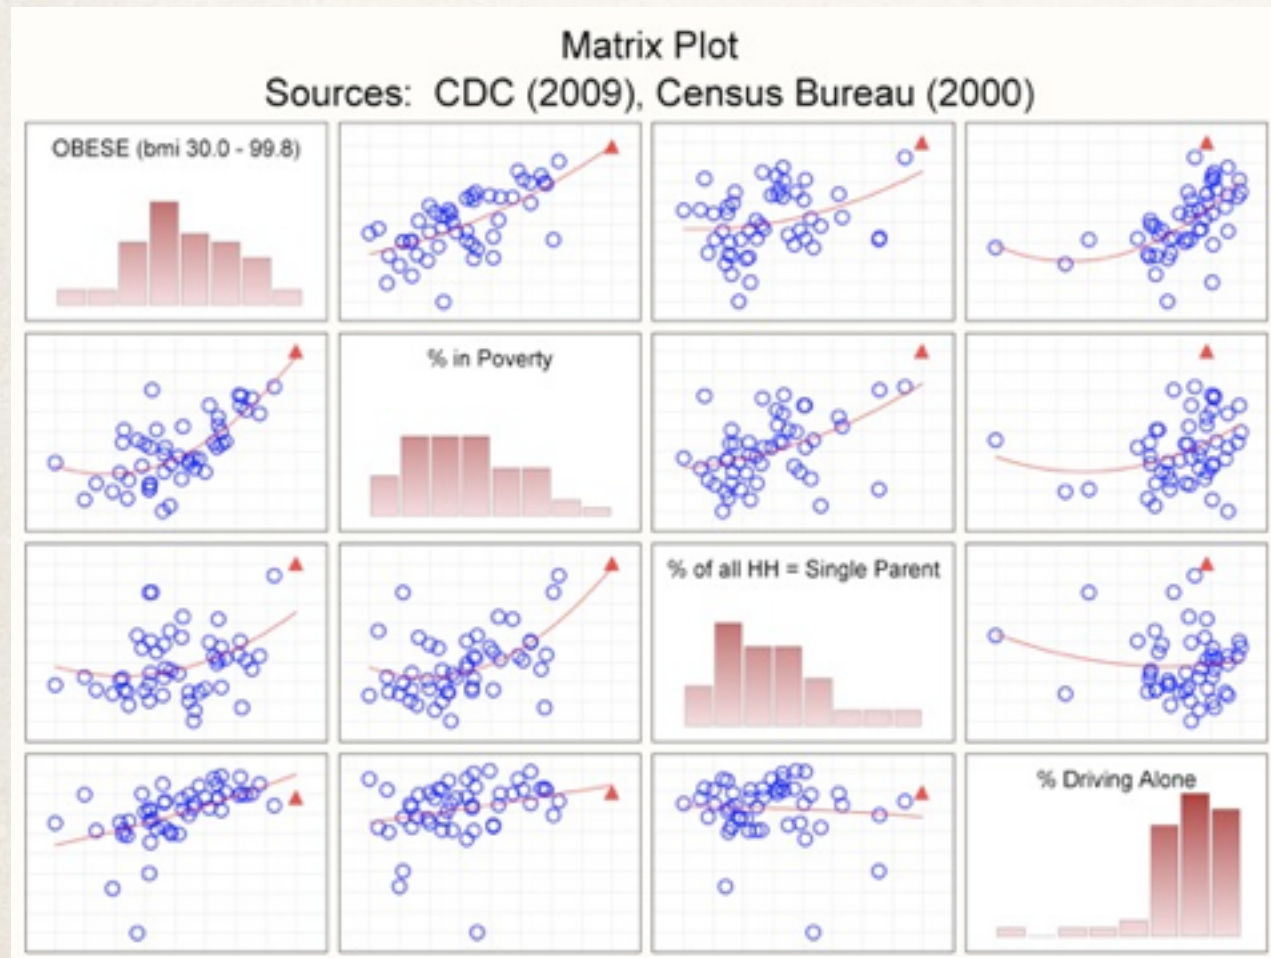 Matrix Plot
Sources: CDC (2009), Census Bureau (2000)
OBESE (bmi 30.0 - 99.8)
% in Poverty
% of all HH = Single Parent
% Driving Alone